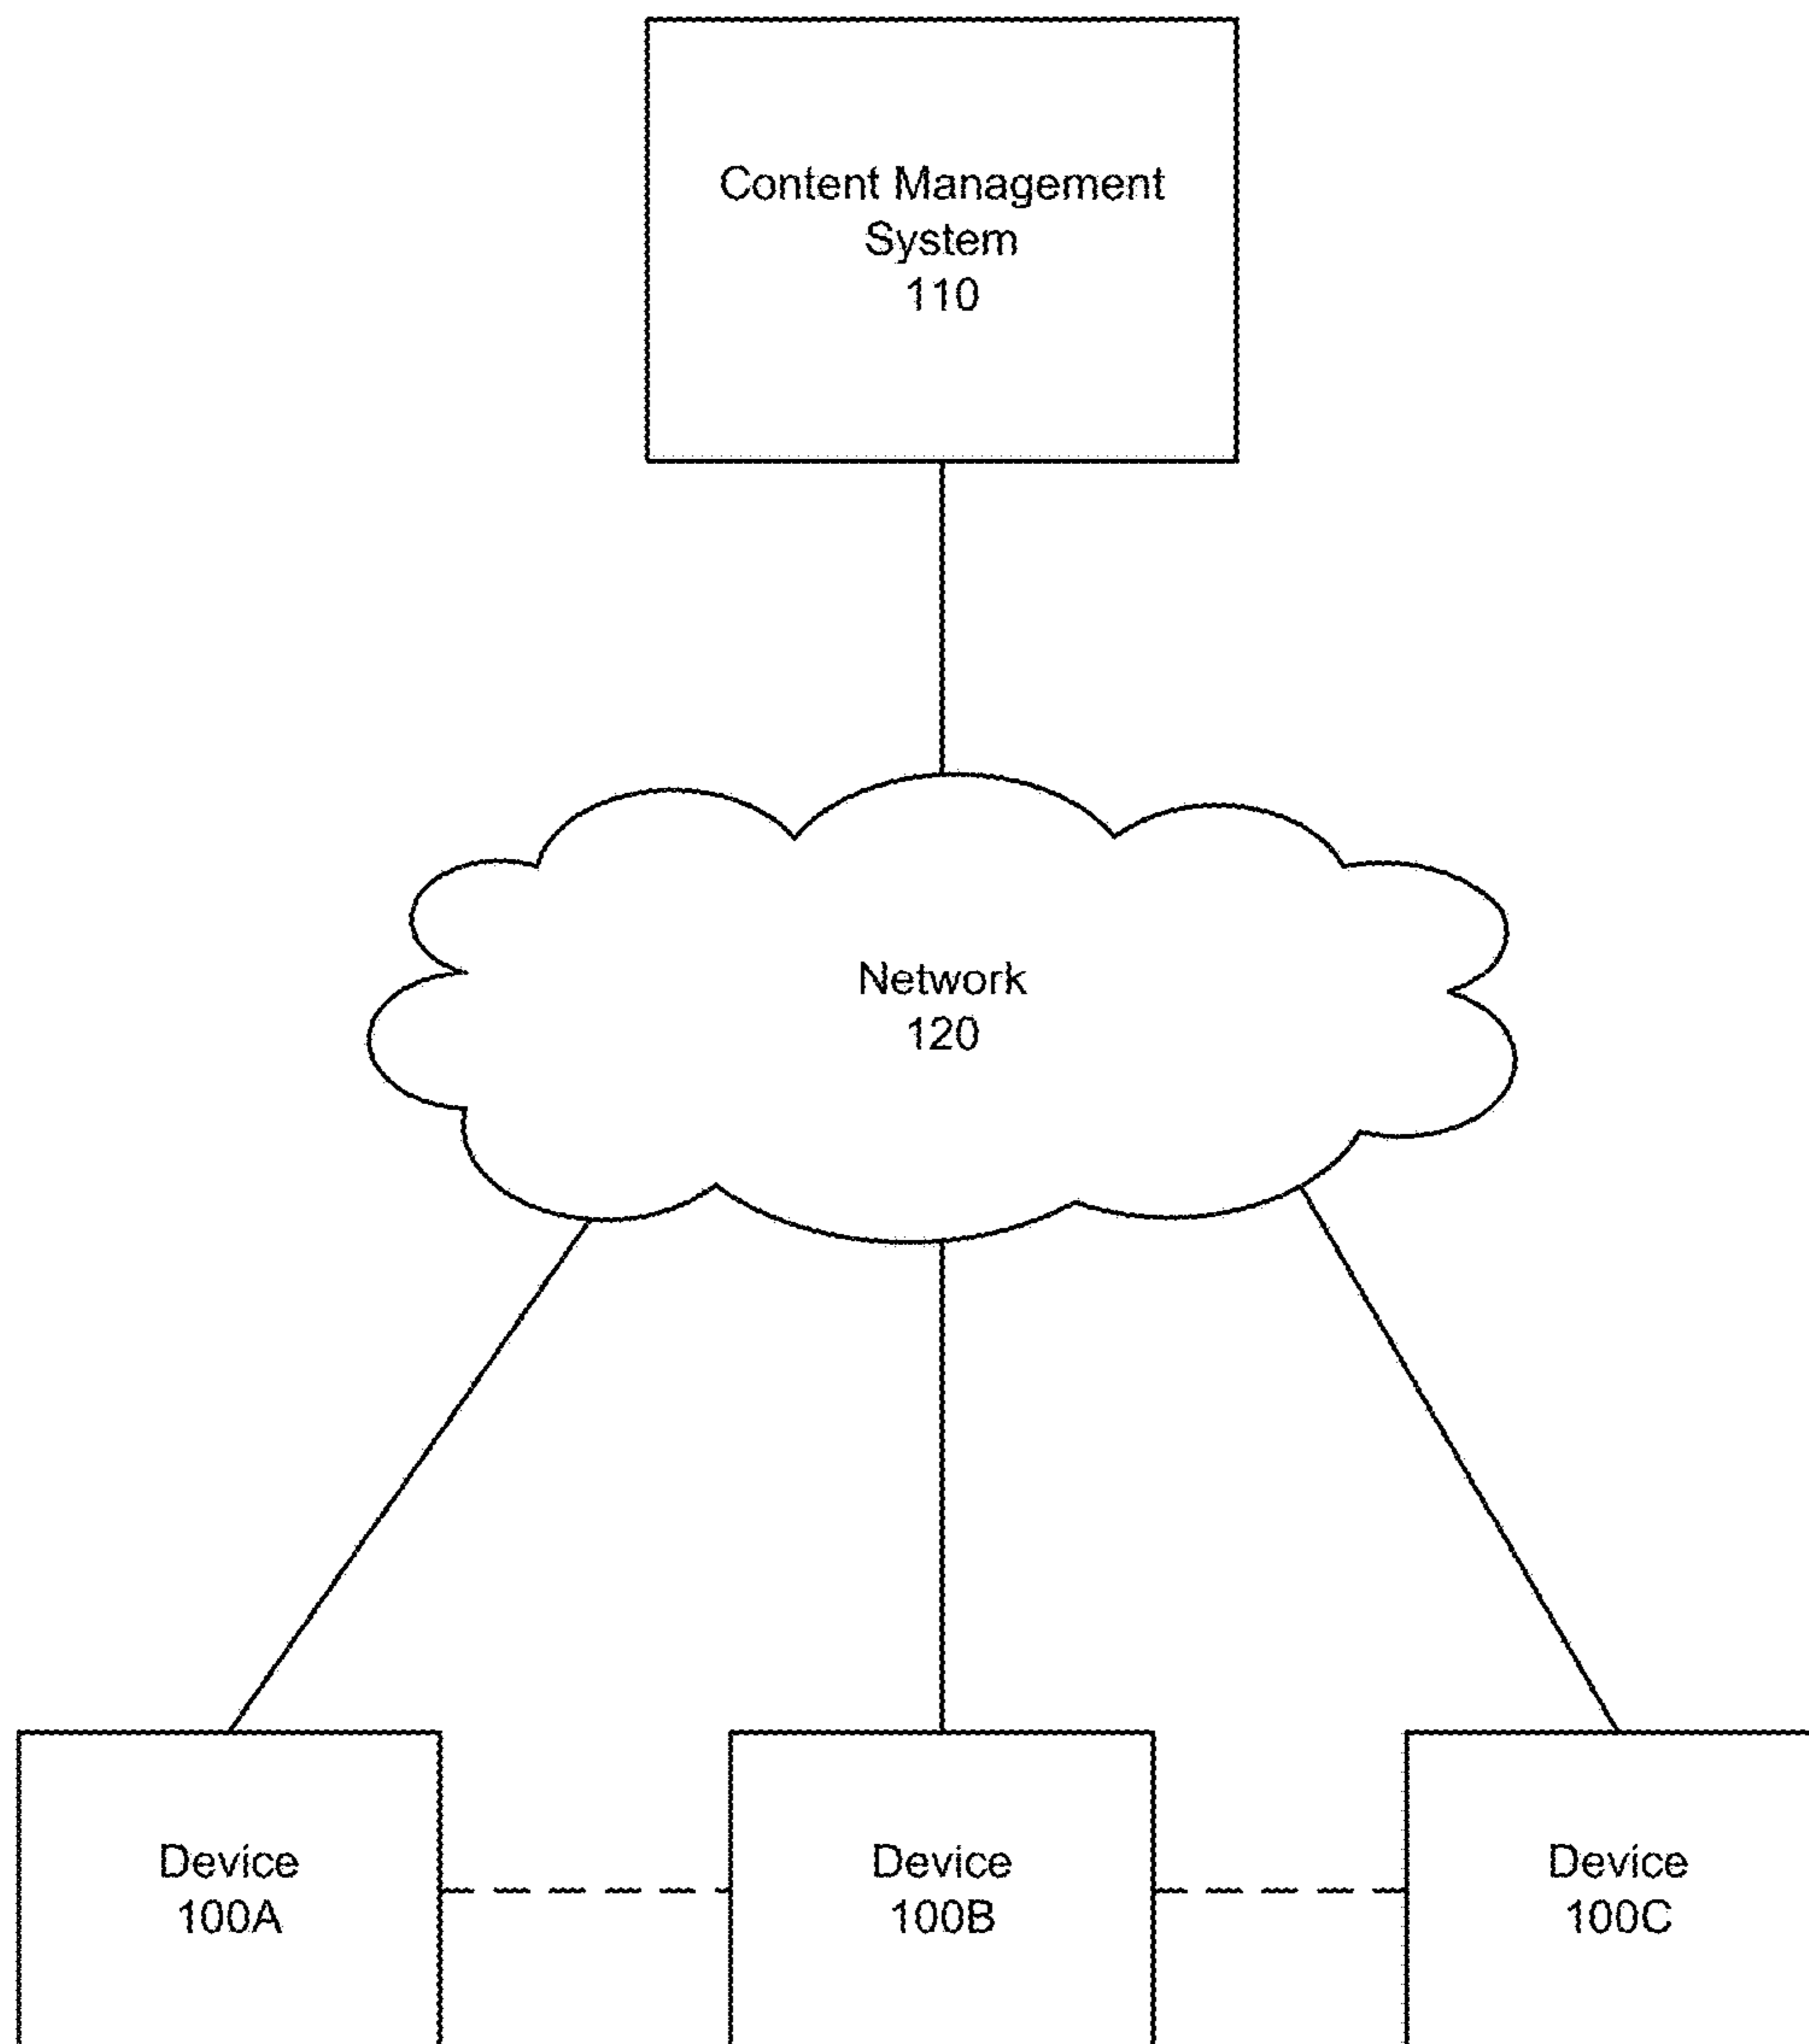 Content Management
System
110
Network
120
Device
100A
Device
100B
Device
100C